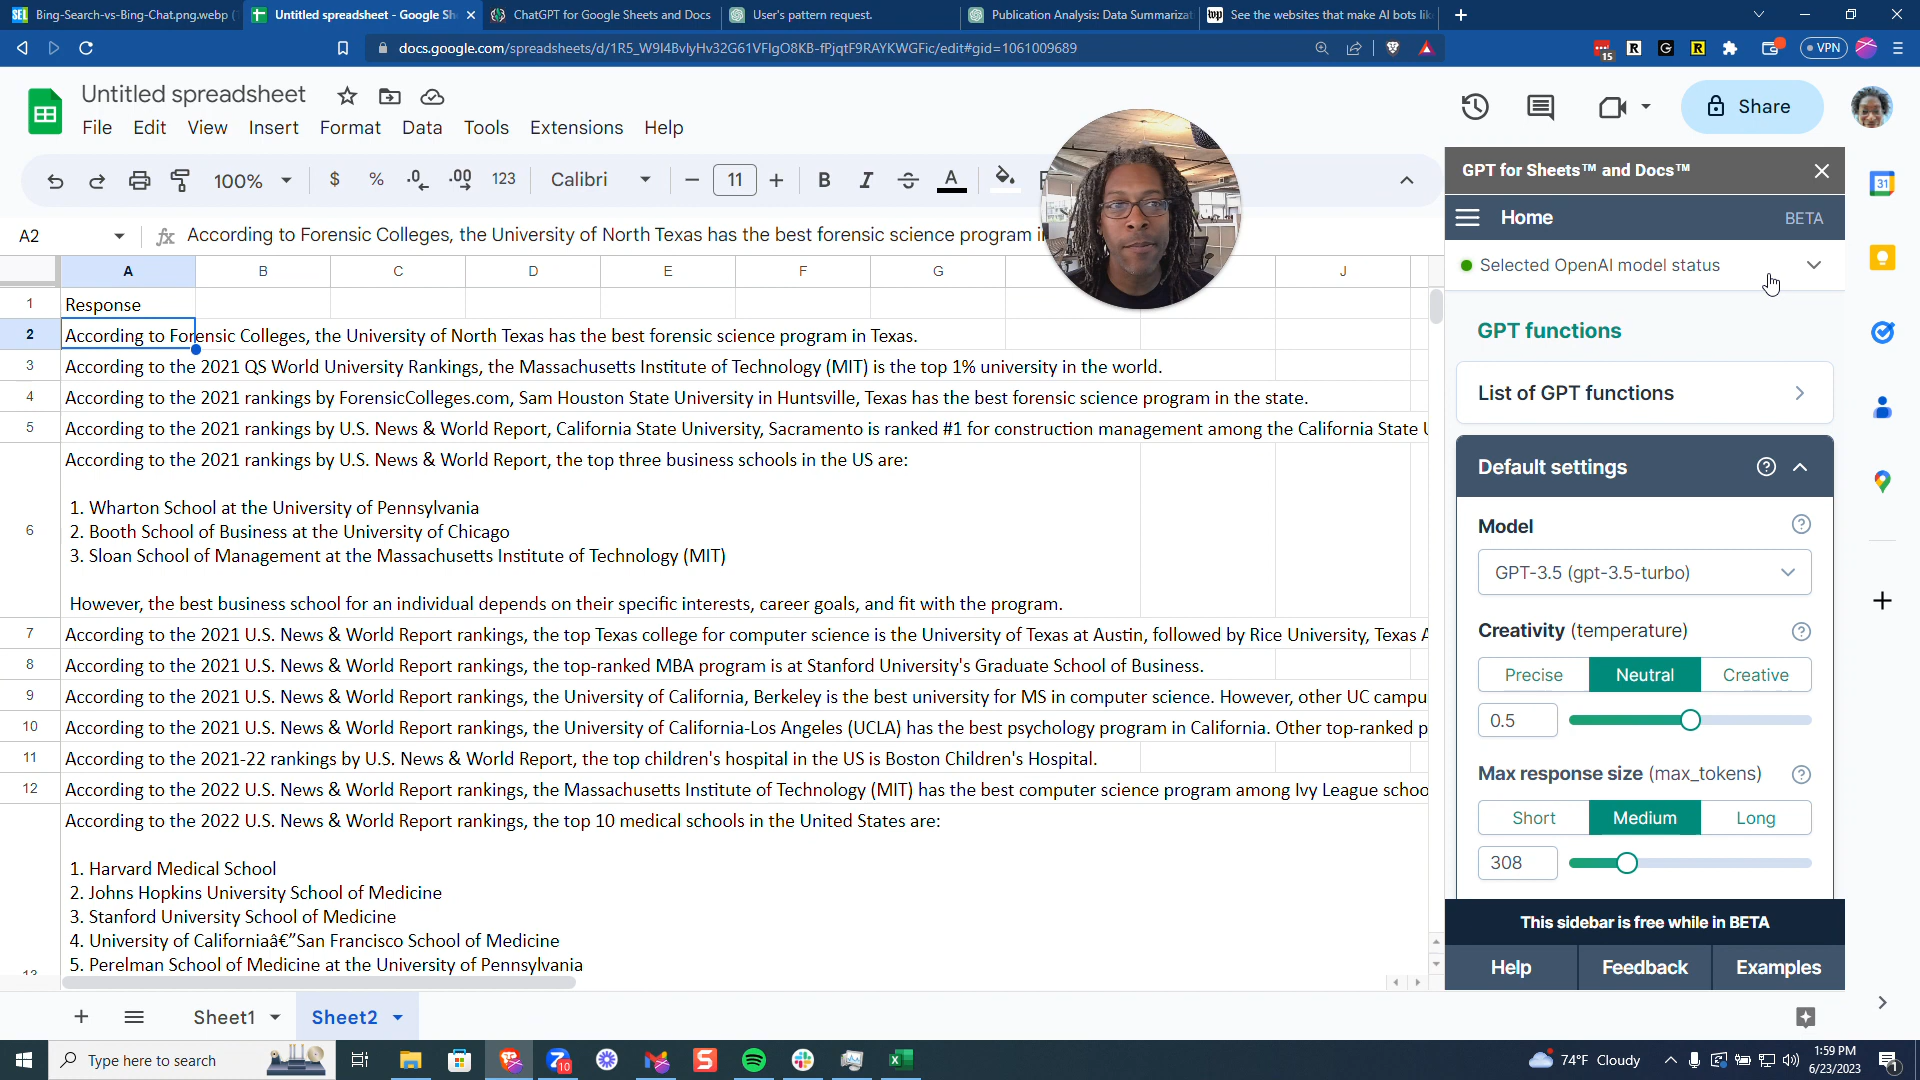 Bing-Search-vs-Bing-Chat.png.webp (
Untitled spreadsheet - Google Sh
ChatGPT for Google Sheets and Docs
User's pattern request.
Publication Analysis: Data Summarizat
See the websites that make AI bots lik
docs.google.com/spreadsheets/d/1R5_W9I4BvlyHv32G61VFIgO8KB-fPjqtF9RAYKWGFic/edit#gid=1061009689
15
VPN
Untitled spreadsheet
File Edit View Insert Format Data Tools Extensions Help
Share
100% $ % .0 .00 123 Calibri 11 B I S A
A2 fx According to Forensic Colleges, the University of North Texas has the best forensic science program i
A B C D E F G J
1 Response
2 According to Forensic Colleges, the University of North Texas has the best forensic science program in Texas.
3 According to the 2021 QS World University Rankings, the Massachusetts Institute of Technology (MIT) is the top 1% university in the world.
4 According to the 2021 rankings by ForensicColleges.com, Sam Houston State University in Huntsville, Texas has the best forensic science program in the state.
5 According to the 2021 rankings by U.S. News & World Report, California State University, Sacramento is ranked #1 for construction management among the California State U
According to the 2021 rankings by U.S. News & World Report, the top three business schools in the US are:
1. Wharton School at the University of Pennsylvania
6
2. Booth School of Business at the University of Chicago
3. Sloan School of Management at the Massachusetts Institute of Technology (MIT)
However, the best business school for an individual depends on their specific interests, career goals, and fit with the program.
7 According to the 2021 U.S. News & World Report rankings, the top Texas college for computer science is the University of Texas at Austin, followed by Rice University, Texas A
8 According to the 2021 U.S. News & World Report rankings, the top-ranked MBA program is at Stanford University's Graduate School of Business.
9 According to the 2021 U.S. News & World Report rankings, the University of California, Berkeley is the best university for MS in computer science. However, other UC campu
10 According to the 2021 U.S. News & World Report rankings, the University of California-Los Angeles (UCLA) has the best psychology program in California. Other top-ranked p
11 According to the 2021-22 rankings by U.S. News & World Report, the top children's hospital in the US is Boston Children's Hospital.
12 According to the 2022 U.S. News & World Report rankings, the Massachusetts Institute of Technology (MIT) has the best computer science program among Ivy League schoo
According to the 2022 U.S. News & World Report rankings, the top 10 medical schools in the United States are:
1. Harvard Medical School
2. Johns Hopkins University School of Medicine
3. Stanford University School of Medicine
4. University of Californiaâ€”San Francisco School of Medicine
5. Perelman School of Medicine at the University of Pennsylvania
Sheet1 Sheet2
GPT for Sheets™ and Docs™
Home BETA
Selected OpenAI model status
GPT functions
List of GPT functions
Default settings
Model
GPT-3.5 (gpt-3.5-turbo)
Creativity (temperature)
Precise Neutral Creative
0.5
Max response size (max_tokens)
Short Medium Long
308
This sidebar is free while in BETA
Help Feedback Examples
31
Type here to search
10
74°F Cloudy
1:59 PM
6/23/2023
1